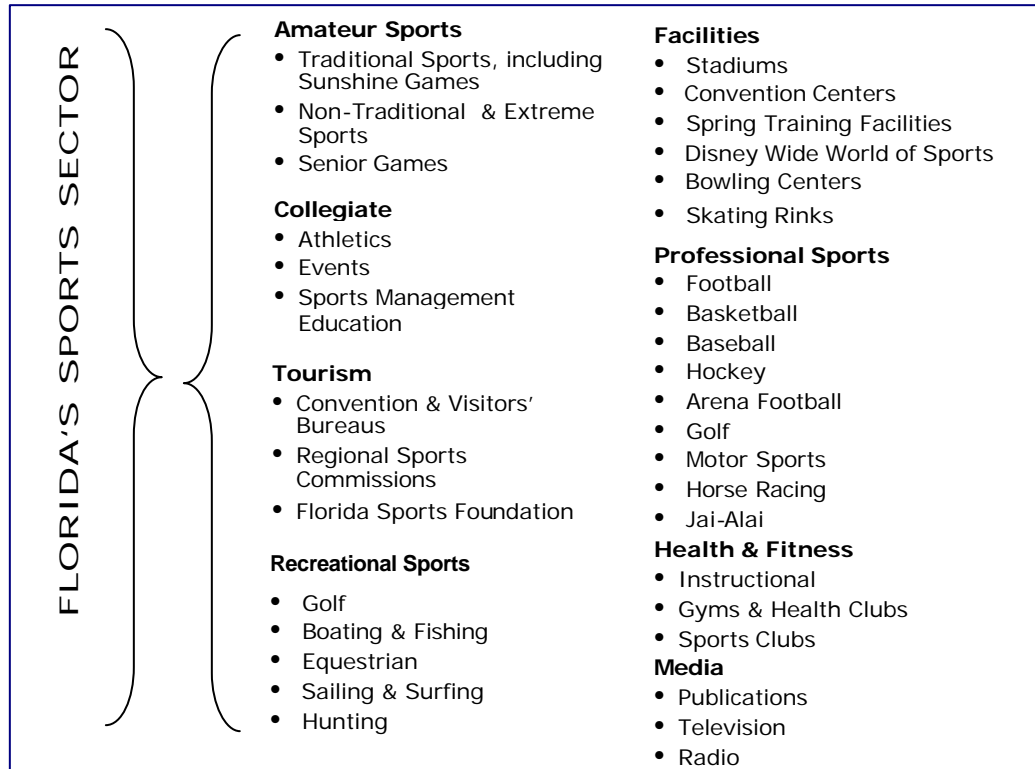 FLORIDA'S SPORTS SECTOR
Amateur Sports
• Traditional Sports, including
Sunshine Games
• Non-Traditional & Extreme
Sports
• Senior Games
Collegiate
• Athletics
• Events
• Sports Management
Education
Tourism
• Convention & Visitors'
Bureaus
• Regional Sports
Commissions
• Florida Sports Foundation
Recreational Sports
• Golf
• Boating & Fishing
• Equestrian
• Sailing & Surfing
• Hunting
Facilities
• Stadiums
• Convention Centers
• Spring Training Facilities
• Disney Wide World of Sports
• Bowling Centers
• Skating Rinks
Professional Sports
• Football
• Basketball
• Baseball
• Hockey
• Arena Football
• Golf
• Motor Sports
• Horse Racing
• Jai-Alai
Health & Fitness
• Instructional
• Gyms & Health Clubs
• Sports Clubs
Media
• Publications
• Television
• Radio